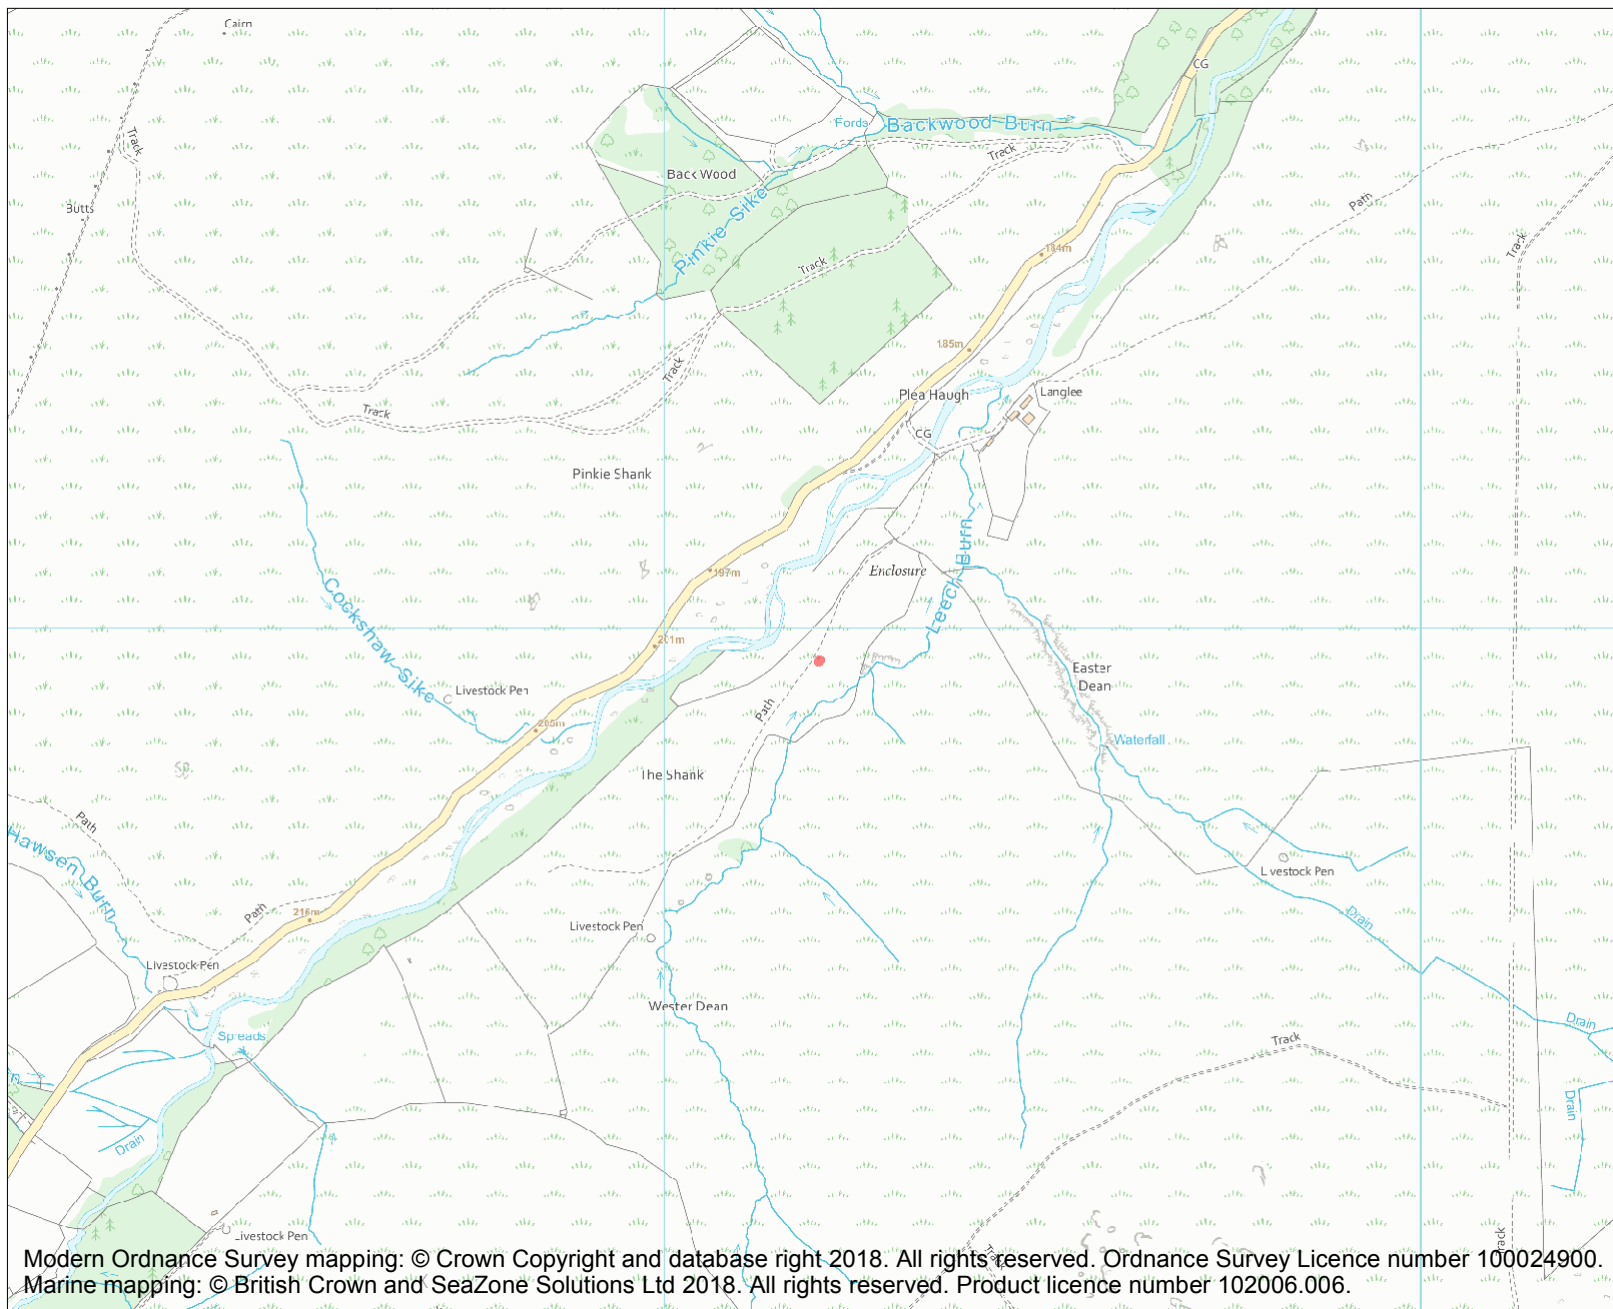 Cairn
CG
Track
Fords
Backwood Burn
Track
Back Wood
Path
Butts
Pinkie Sike
Track
184m
Track
185m
Track
Plea Haugh
Langlee
Track
CG
Pinkie Shank
Leech Burn
197m
Enclosure
Cockshaw Sike
201m
Easter
Dean
Livestock Pen
Path
205m
Waterfall
The Shank
Path
Hawsen Burn
Livestock Pen
Path
216m
Drain
Livestock Pen
Livestock Pen
Wester Dean
Drain
Spreads
Track
Drain
Drain
Livestock Pen
Track
Track
Modern Ordnance Survey mapping: © Crown Copyright and database right 2018. All rights reserved. Ordnance Survey Licence number 100024900.
Marine mapping: © British Crown and SeaZone Solutions Ltd 2018. All rights reserved. Product licence number 102006.006.